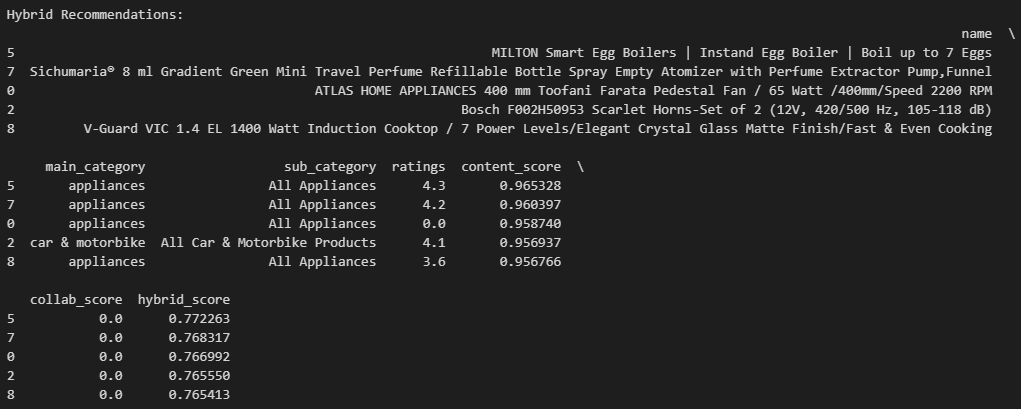 Hybrid Recommendations:
name \
5 MILTON Smart Egg Boilers | Instand Egg Boiler | Boil up to 7 Eggs
7 Sichumaria® 8 ml Gradient Green Mini Travel Perfume Refillable Bottle Spray Empty Atomizer with Perfume Extractor Pump,Funnel
0 ATLAS HOME APPLIANCES 400 mm Toofani Farata Pedestal Fan / 65 Watt /400mm/Speed 2200 RPM
2 Bosch F002H50953 Scarlet Horns-Set of 2 (12V, 420/500 Hz, 105-118 dB)
8 V-Guard VIC 1.4 EL 1400 Watt Induction Cooktop / 7 Power Levels/Elegant Crystal Glass Matte Finish/Fast & Even Cooking
main_category sub_category ratings content_score \
5 appliances All Appliances 4.3 0.965328
7 appliances All Appliances 4.2 0.960397
0 appliances All Appliances 0.0 0.958740
2 car & motorbike All Car & Motorbike Products 4.1 0.956937
8 appliances All Appliances 3.6 0.956766
collab_score hybrid_score
5 0.0 0.772263
7 0.0 0.768317
0 0.0 0.766992
2 0.0 0.765550
8 0.0 0.765413